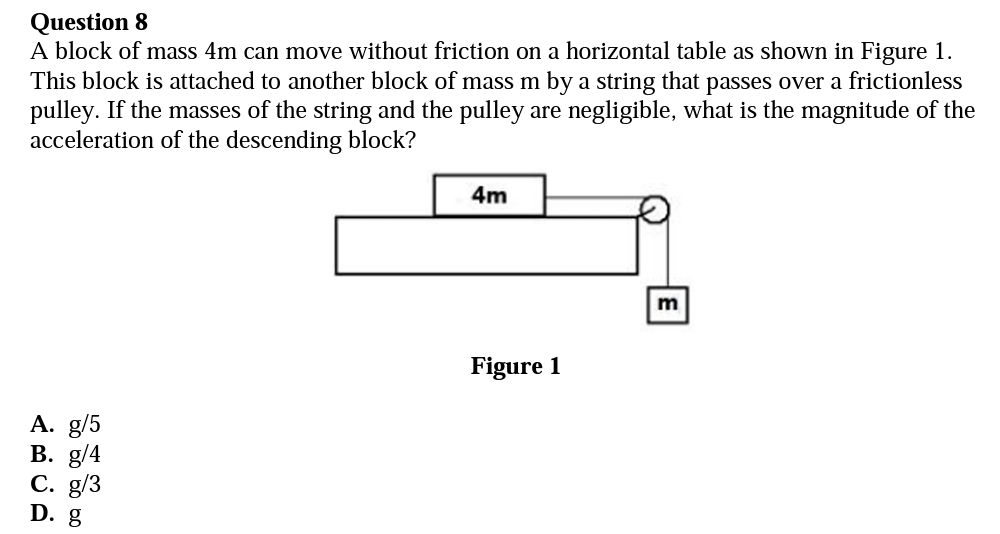 Question 8
A block of mass 4m can move without friction on a horizontal table as shown in Figure 1.
This block is attached to another block of mass m by a string that passes over a frictionless
pulley. If the masses of the string and the pulley are negligible, what is the magnitude of the
acceleration of the descending block?
4m
m
Figure 1
A. g/5
B. g/4
C. g/3
D. g